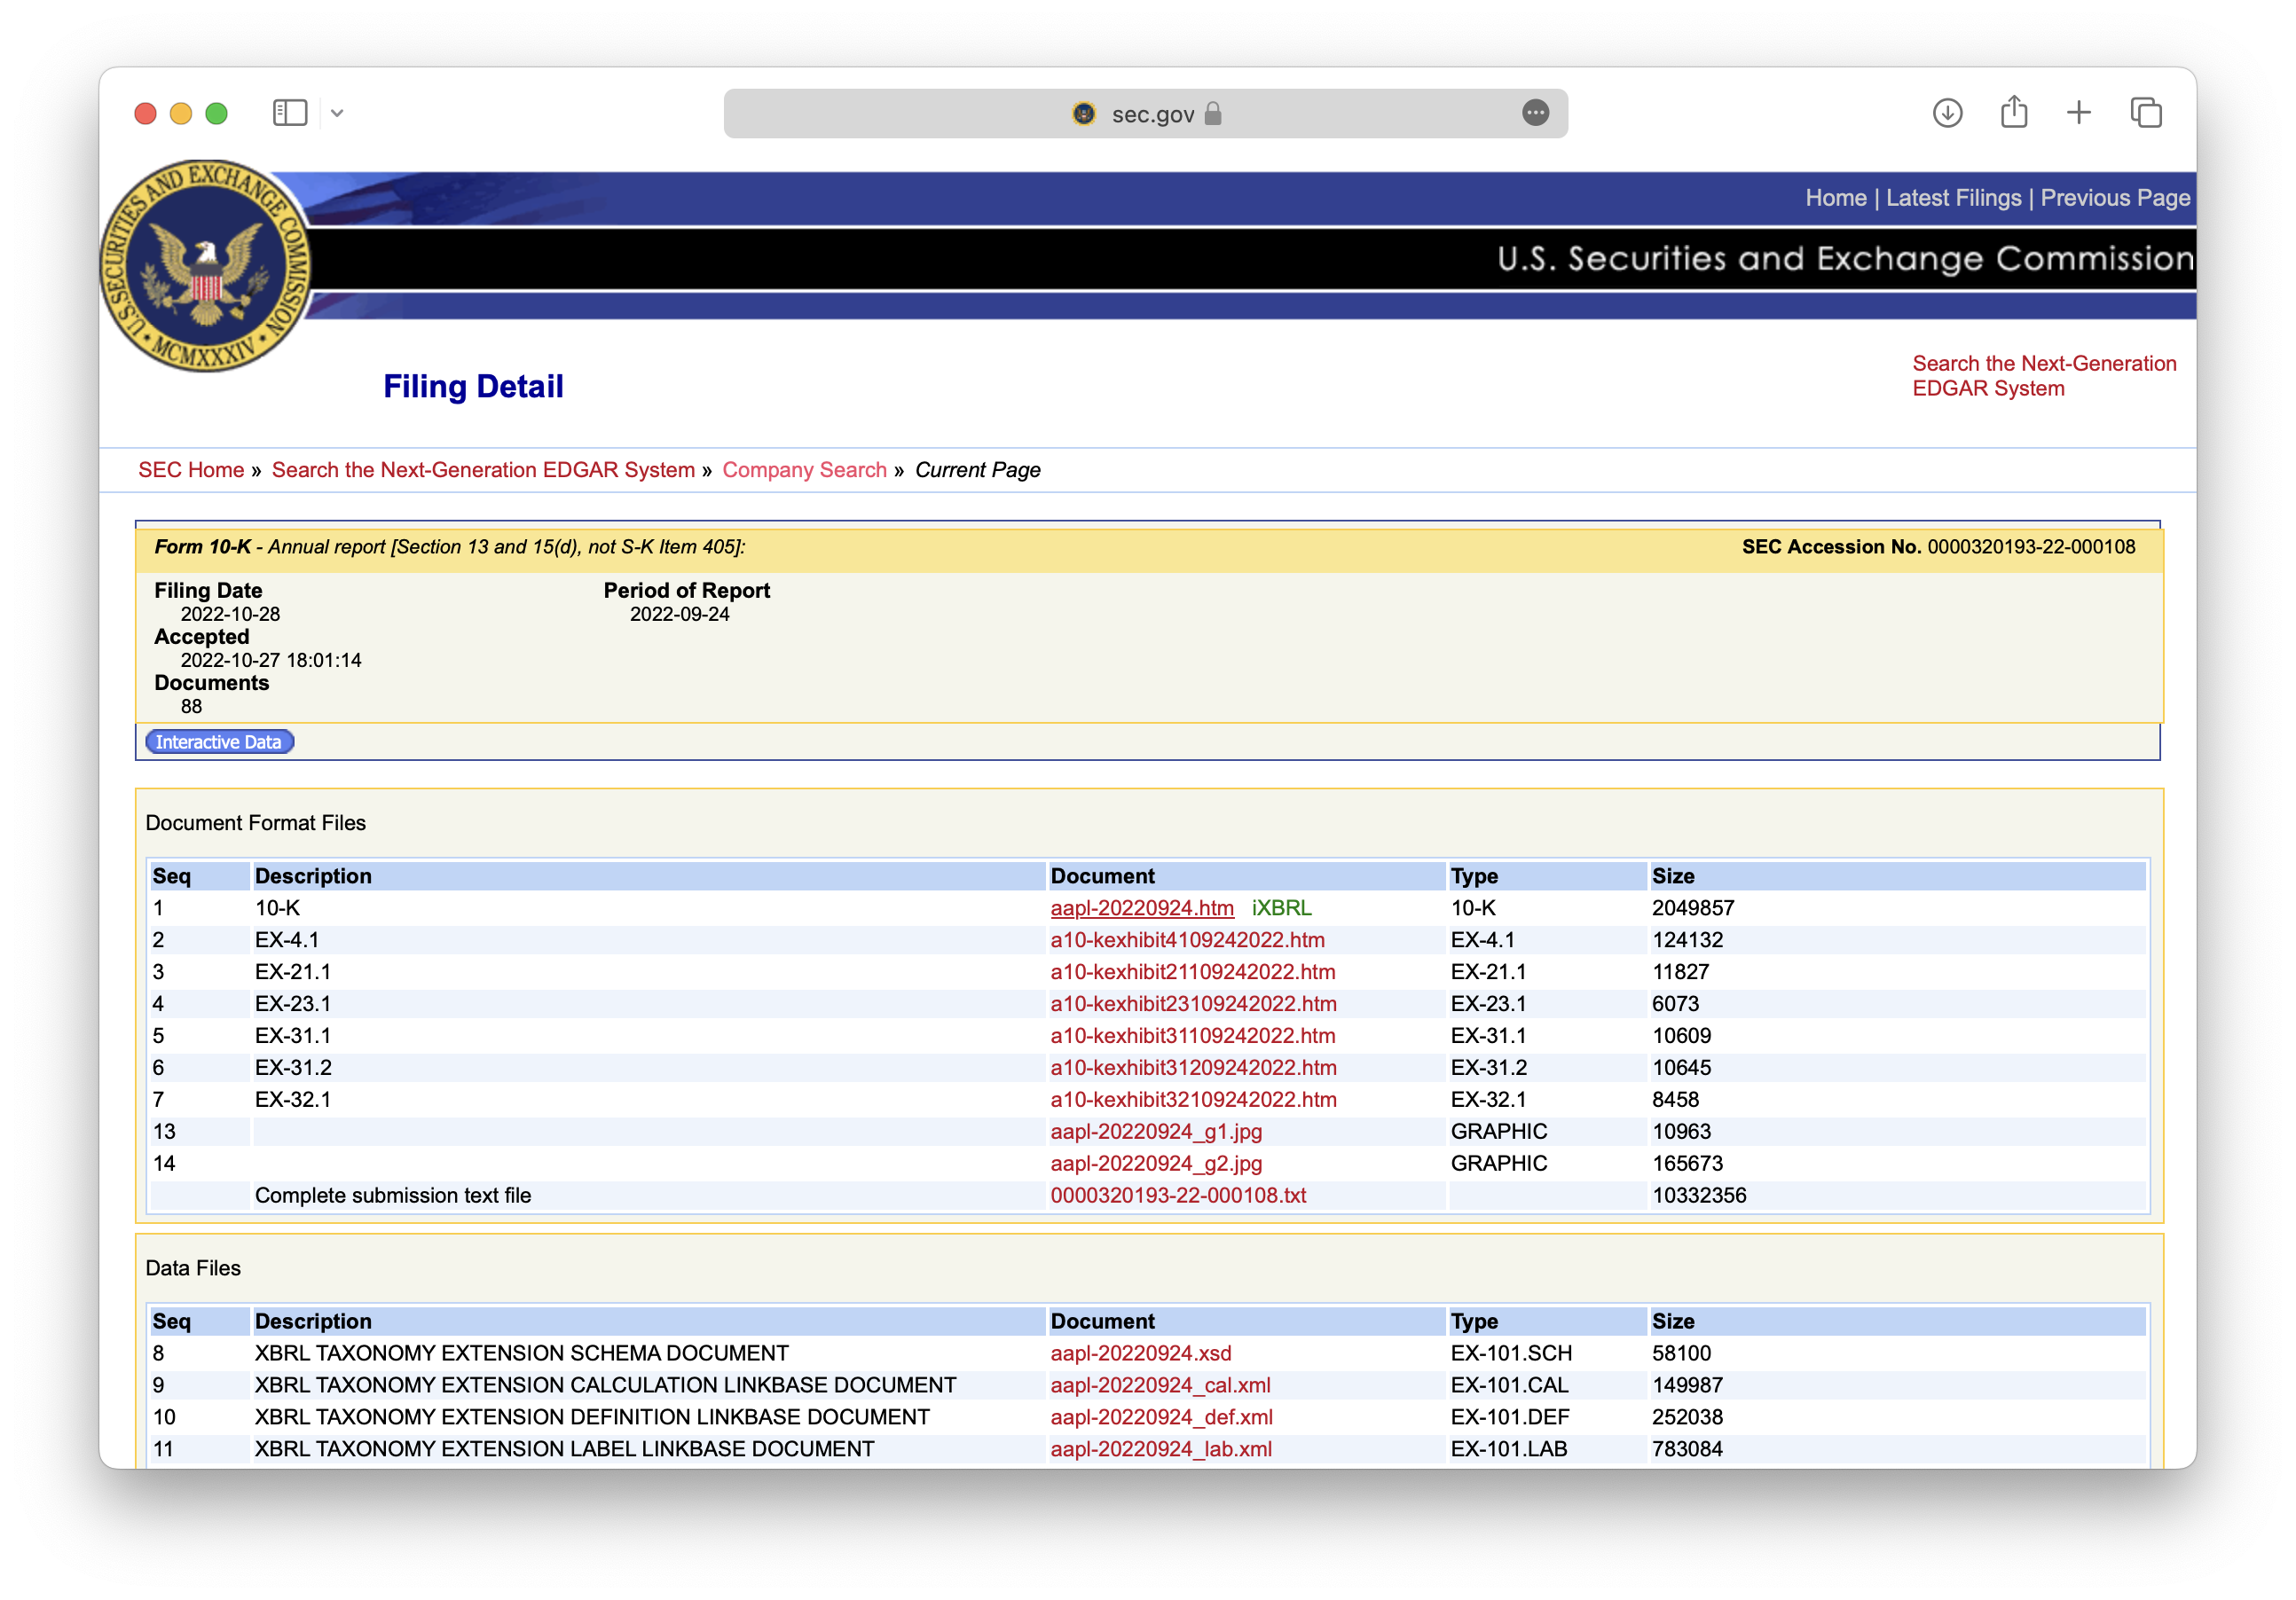 sec.gov
U.S. SECURITIES AND EXCHANGE COMMISSION
MCMXXXIV
Home | Latest Filings | Previous Page
U.S. Securities and Exchange Commission
Filing Detail
Search the Next-Generation
EDGAR System
SEC Home » Search the Next-Generation EDGAR System » Company Search » Current Page
Form 10-K - Annual report [Section 13 and 15(d), not S-K Item 405]: SEC Accession No. 0000320193-22-000108
Filing Date Period of Report
2022-10-28 2022-09-24
Accepted
2022-10-27 18:01:14
Documents
88
Interactive Data
Document Format Files
Seq Description Document Type Size
1 10-K aapl-20220924.htm iXBRL 10-K 2049857
2 EX-4.1 a10-kexhibit4109242022.htm EX-4.1 124132
3 EX-21.1 a10-kexhibit21109242022.htm EX-21.1 11827
4 EX-23.1 a10-kexhibit23109242022.htm EX-23.1 6073
5 EX-31.1 a10-kexhibit31109242022.htm EX-31.1 10609
6 EX-31.2 a10-kexhibit31209242022.htm EX-31.2 10645
7 EX-32.1 a10-kexhibit32109242022.htm EX-32.1 8458
13 aapl-20220924_g1.jpg GRAPHIC 10963
14 aapl-20220924_g2.jpg GRAPHIC 165673
Complete submission text file 0000320193-22-000108.txt 10332356
Data Files
Seq Description Document Type Size
8 XBRL TAXONOMY EXTENSION SCHEMA DOCUMENT aapl-20220924.xsd EX-101.SCH 58100
9 XBRL TAXONOMY EXTENSION CALCULATION LINKBASE DOCUMENT aapl-20220924_cal.xml EX-101.CAL 149987
10 XBRL TAXONOMY EXTENSION DEFINITION LINKBASE DOCUMENT aapl-20220924_def.xml EX-101.DEF 252038
11 XBRL TAXONOMY EXTENSION LABEL LINKBASE DOCUMENT aapl-20220924_lab.xml EX-101.LAB 783084